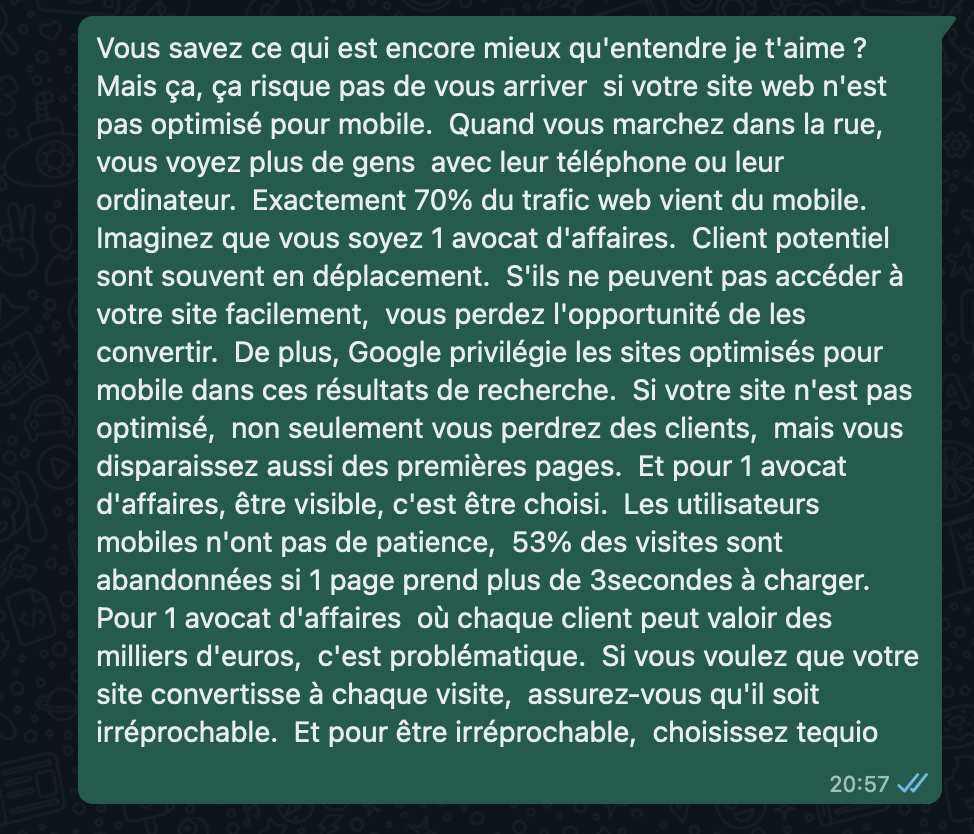 Vous savez ce qui est encore mieux qu'entendre je t'aime ?
Mais ça, ça risque pas de vous arriver  si votre site web n'est
pas optimisé pour mobile.  Quand vous marchez dans la rue,
vous voyez plus de gens  avec leur téléphone ou leur
ordinateur.  Exactement 70% du trafic web vient du mobile.
Imaginez que vous soyez 1 avocat d'affaires.  Client potentiel
sont souvent en déplacement.  S'ils ne peuvent pas accéder à
votre site facilement,  vous perdez l'opportunité de les
convertir.  De plus, Google privilégie les sites optimisés pour
mobile dans ces résultats de recherche.  Si votre site n'est pas
optimisé,  non seulement vous perdrez des clients,  mais vous
disparaissez aussi des premières pages.  Et pour 1 avocat
d'affaires, être visible, c'est être choisi.  Les utilisateurs
mobiles n'ont pas de patience,  53% des visites sont
abandonnées si 1 page prend plus de 3secondes à charger.
Pour 1 avocat d'affaires  où chaque client peut valoir des
milliers d'euros,  c'est problématique.  Si vous voulez que votre
site convertisse à chaque visite,  assurez-vous qu'il soit
irréprochable.  Et pour être irréprochable,  choisissez tequio
20:57